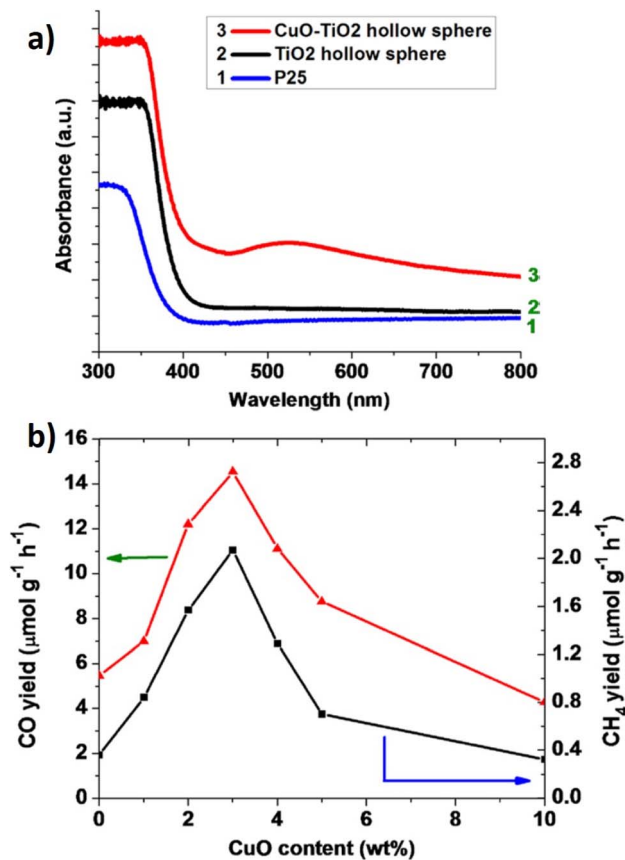 a)
3 CuO-TiO2 hollow sphere
2 TiO2 hollow sphere
1 P25
Absorbance (a.u.)
3
2
1
300 400 500 600 700 800
Wavelength (nm)
b)
16
14
12
10
8
6
4
2
0
CO yield (μmol g⁻¹ h⁻¹)
2.8
2.4
2.0
1.6
1.2
0.8
0.4
0.0
CH₄ yield (μmol g⁻¹ h⁻¹)
0 2 4 6 8 10
CuO content (wt%)